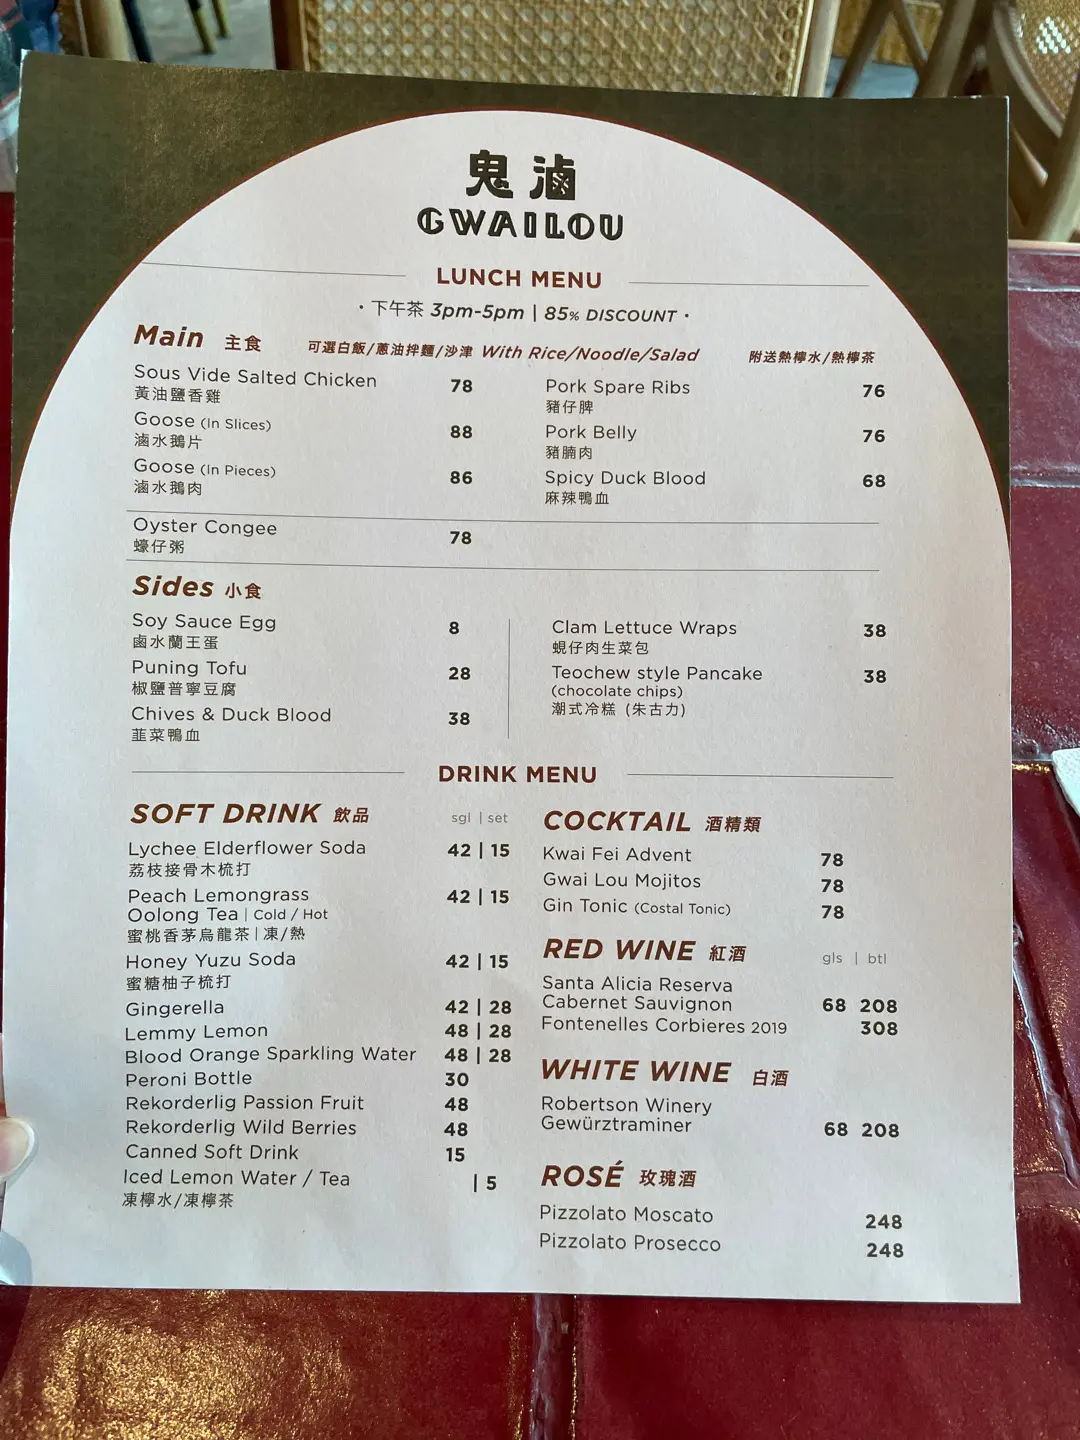 鬼滷
GWAILOU
LUNCH MENU
· 下午茶 3pm-5pm | 85% DISCOUNT ·
Main 主食 可選白飯/蔥油拌麵/沙津 With Rice/Noodle/Salad 附送熱檸水/熱檸茶
Sous Vide Salted Chicken 78
黃油鹽香雞
Goose (In Slices) 88
滷水鵝片
Goose (In Pieces) 86
滷水鵝肉
Pork Spare Ribs 76
豬仔脾
Pork Belly 76
豬腩肉
Spicy Duck Blood 68
麻辣鴨血
Oyster Congee 78
蠔仔粥
Sides 小食
Soy Sauce Egg 8
鹵水蘭王蛋
Puning Tofu 28
椒鹽普寧豆腐
Chives & Duck Blood 38
韮菜鴨血
Clam Lettuce Wraps 38
蜆仔肉生菜包
Teochew style Pancake 38
(chocolate chips)
潮式冷糕 (朱古力)
DRINK MENU
SOFT DRINK 飲品 sgl | set
Lychee Elderflower Soda 42 | 15
荔枝接骨木梳打
Peach Lemongrass 42 | 15
Oolong Tea | Cold / Hot
蜜桃香茅烏龍茶 | 凍/熱
Honey Yuzu Soda 42 | 15
蜜糖柚子梳打
Gingerella 42 | 28
Lemmy Lemon 48 | 28
Blood Orange Sparkling Water 48 | 28
Peroni Bottle 30
Rekorderlig Passion Fruit 48
Rekorderlig Wild Berries 48
Canned Soft Drink 15
Iced Lemon Water / Tea | 5
凍檸水/凍檸茶
COCKTAIL 酒精類
Kwai Fei Advent 78
Gwai Lou Mojitos 78
Gin Tonic (Costal Tonic) 78
RED WINE 紅酒 gls | btl
Santa Alicia Reserva
Cabernet Sauvignon 68 208
Fontenelles Corbieres 2019 308
WHITE WINE 白酒
Robertson Winery
Gewürztraminer 68 208
ROSÉ 玫瑰酒
Pizzolato Moscato 248
Pizzolato Prosecco 248